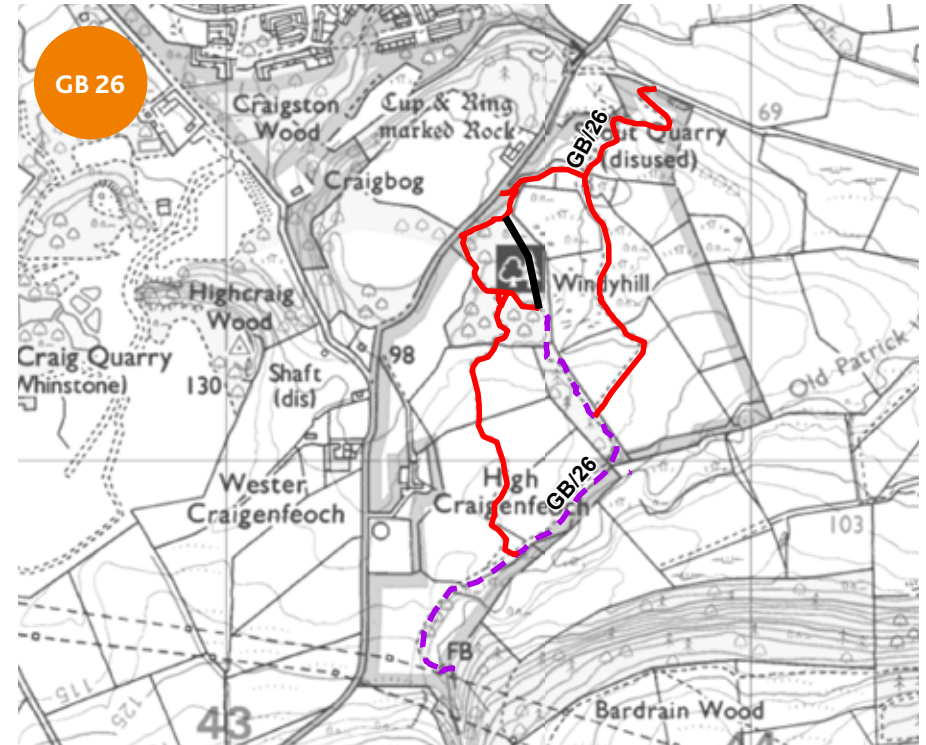 GB 26
Craigston
Wood
Cup & Ring
marked Rock
GB/26
69
out Quarry
(disused)
Craigbog
Windyhill
Highcraig
Wood
98
Craig Quarry
Whinstone)
130
Shaft
(dis)
Old Patrick
GB/26
High
Craigenfeoch
Wester
Craigenfeoch
103
FB
115
125
43
Bardrain Wood